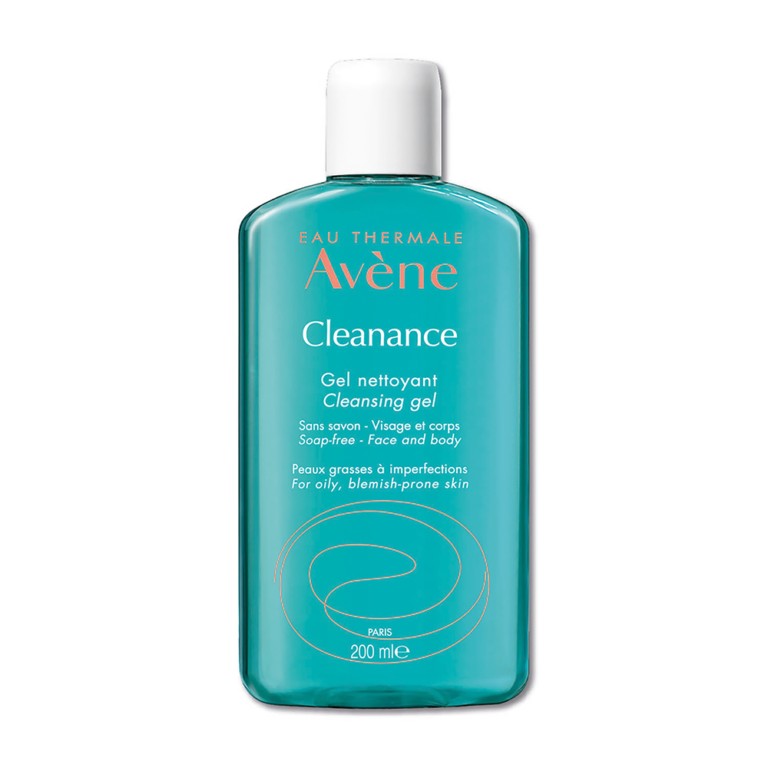 EAU THERMALE
Avène
Cleanance
Gel nettoyant
Cleansing gel
Sans savon - Visage et corps
Soap-free - Face and body
Peaux grasses à imperfections
For oily, blemish-prone skin
PARIS
200 ml℮